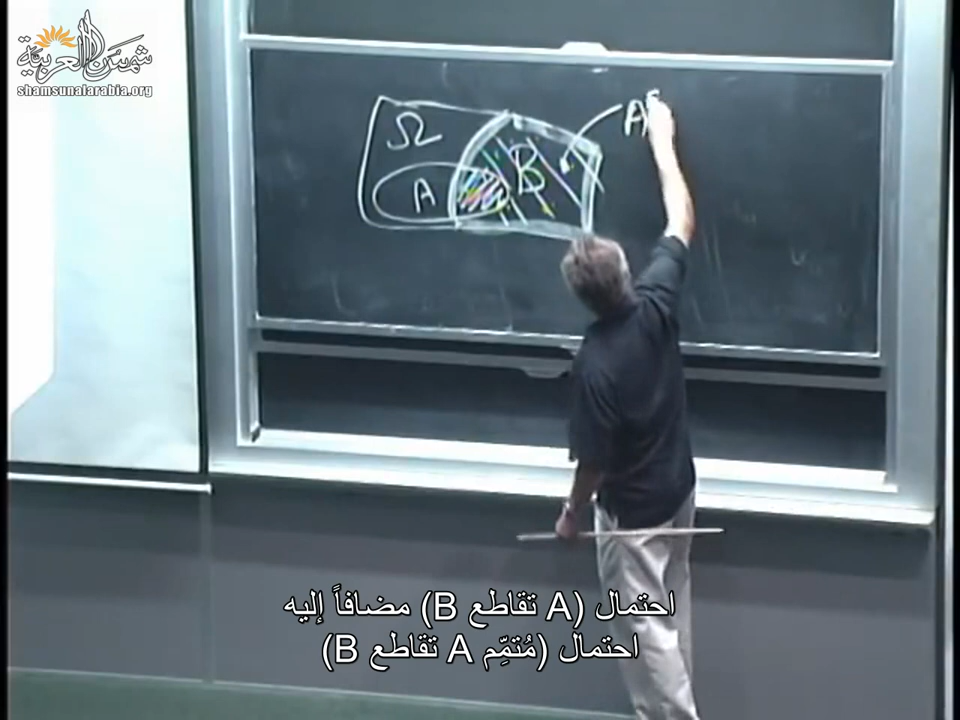 شمس العربية
shamsunalarabia.org
Ω
A
B
A
احتمال (A تقاطع B) مضافاً إليه
احتمال (مُتمِّم A تقاطع B)